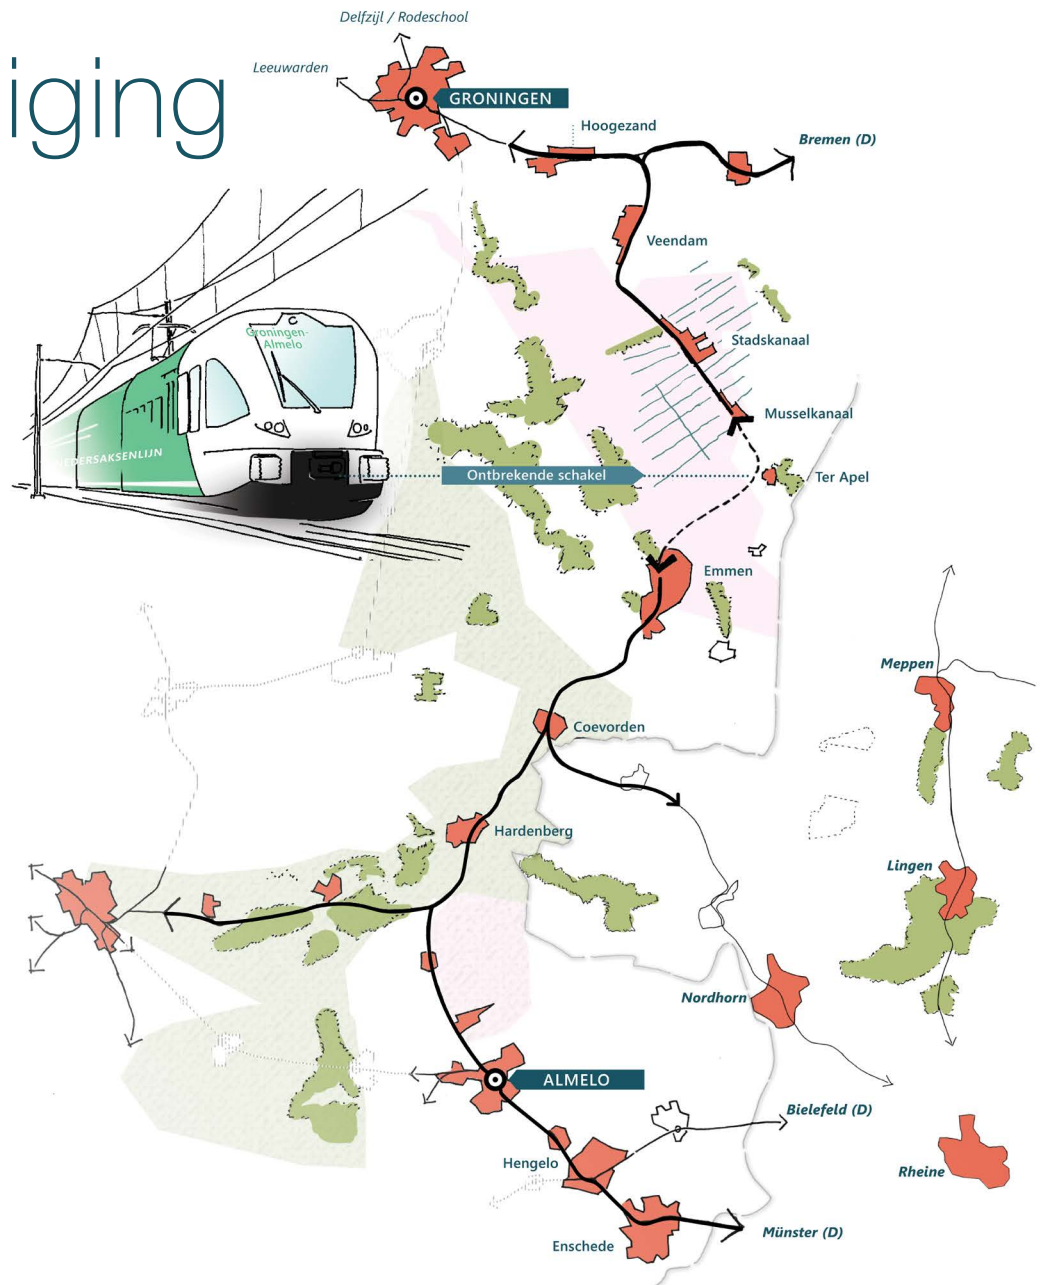 iging
Delfzijl / Rodeschool
Leeuwarden
GRONINGEN
Hoogezand
Bremen (D)
Veendam
Groningen-
Almelo
Stadskanaal
Musselkanaal
NEDERSAKSENLIJN
Ontbrekende schakel
Ter Apel
Emmen
Meppen
Coevorden
Hardenberg
Lingen
Nordhorn
ALMELO
Bielefeld (D)
Hengelo
Rheine
Münster (D)
Enschede